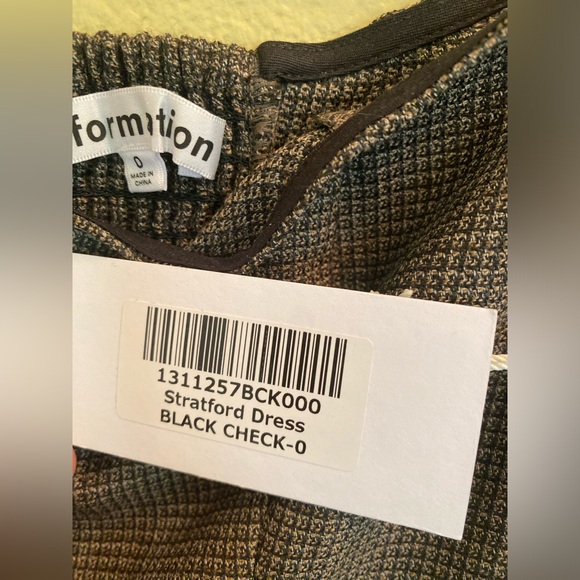 formation
0
MADE IN
CHINA
1311257BCK000
Stratford Dress
BLACK CHECK-0